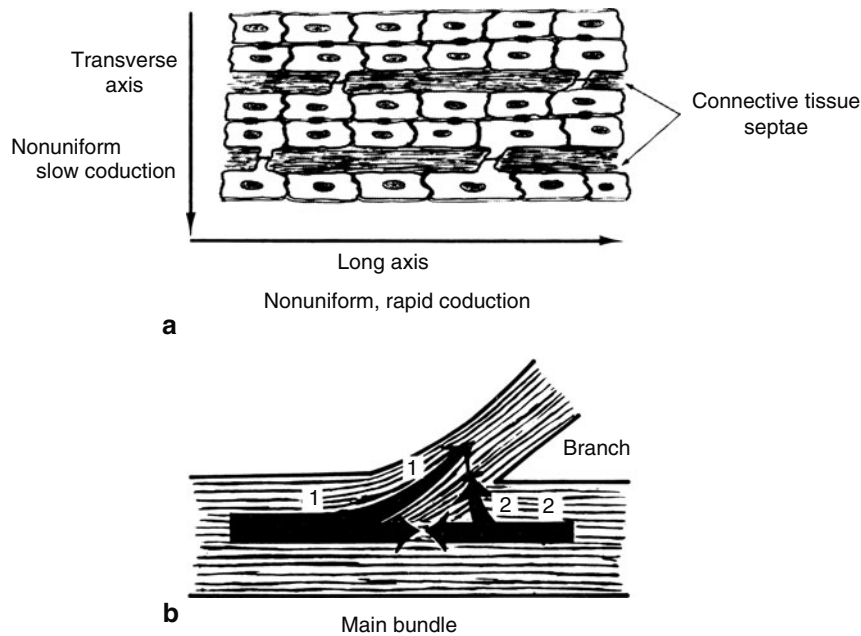 Transverse
axis
Connective tissue
septae
Nonuniform
slow coduction
Long axis
Nonuniform, rapid coduction
a
Branch
1
1
2 2
b
Main bundle